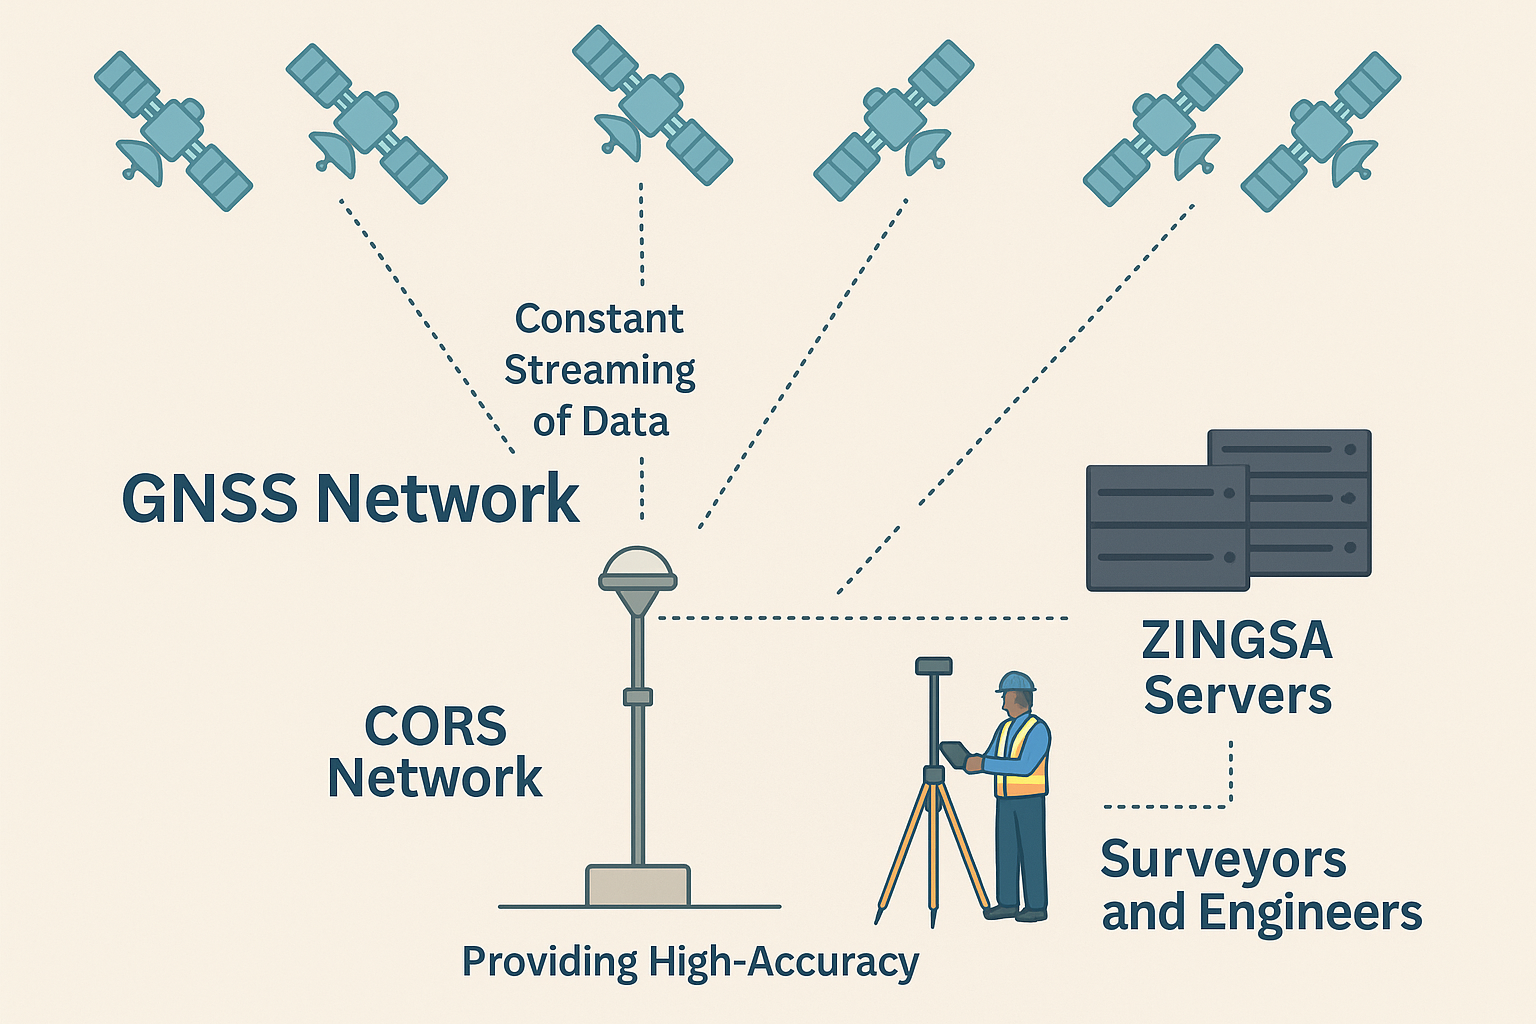 Constant
Streaming
of Data
GNSS Network
ZINGSA
Servers
CORS
Network
Surveyors
and Engineers
Providing High-Accuracy